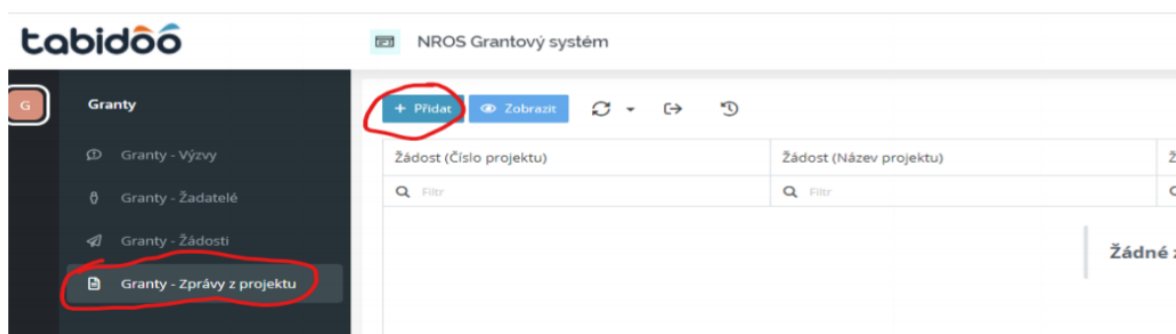 tabidoo
NROS Grantový systém
G
Granty
+ Přidat
Zobrazit
Granty - Výzvy
Žádost (Číslo projektu)
Žádost (Název projektu)
Filtr
Filtr
Granty - Žadatelé
Granty - Žádosti
Žádné
Granty - Zprávy z projektu